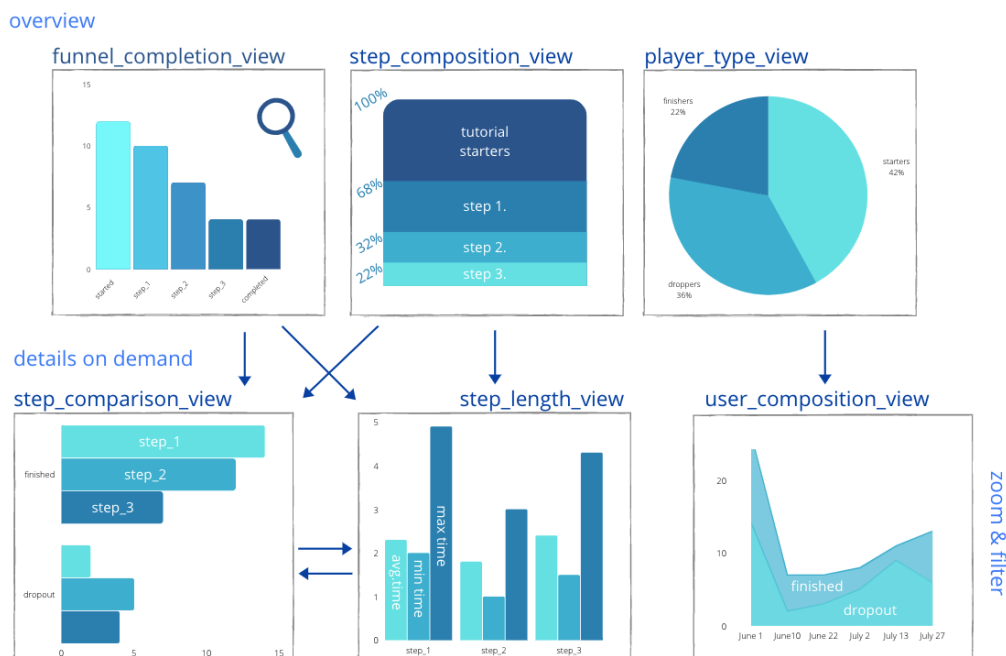 overview
funnel_completion_view
step_composition_view
player_type_view
15
10
5
0
started
step_1
step_2
step_3
completed
100%
68%
32%
22%
tutorial
starters
step 1.
step 2.
step 3.
finishers
22%
starters
42%
droppers
36%
details on demand
step_comparison_view
step_length_view
user_composition_view
finished
dropout
step_1
step_2
step_3
0
5
10
15
5
4
3
2
1
0
avg.time
min time
max time
step_1
step_2
step_3
20
10
0
finished
dropout
June 1
June10
June 22
July 2
July 13
July 27
zoom & filter